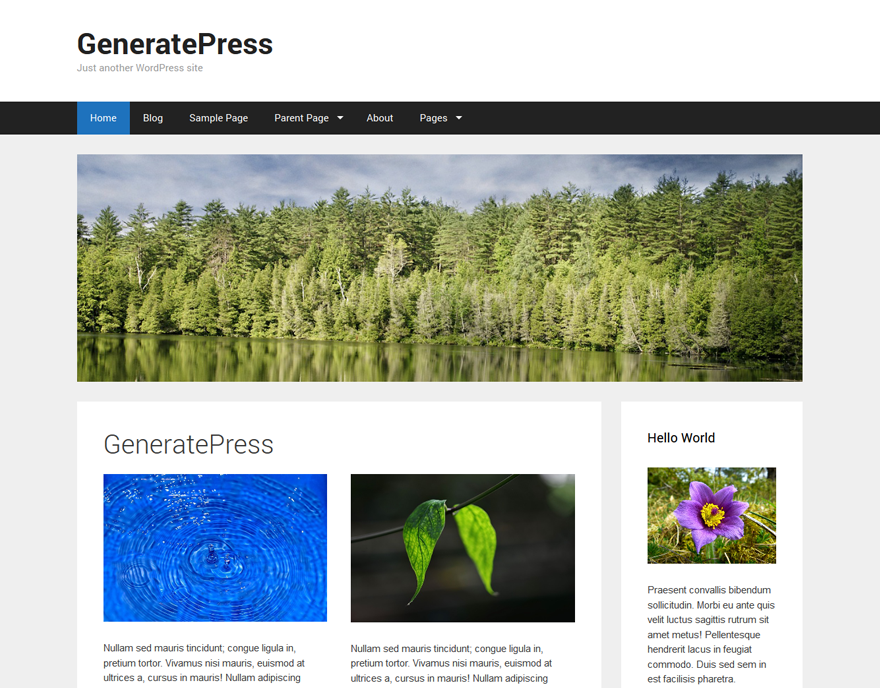 GeneratePress
Just another WordPress site
Home Blog Sample Page Parent Page About Pages
GeneratePress
Nullam sed mauris tincidunt; congue ligula in,
pretium tortor. Vivamus nisi mauris, euismod at
ultrices a, cursus in mauris! Nullam adipiscing
Nullam sed mauris tincidunt; congue ligula in,
pretium tortor. Vivamus nisi mauris, euismod at
ultrices a, cursus in mauris! Nullam adipiscing
Hello World
Praesent convallis bibendum
sollicitudin. Morbi eu ante quis
velit luctus sagittis rutrum sit
amet metus! Pellentesque
hendrerit lacus in feugiat
commodo. Duis sed sem in
est facilisis pharetra.